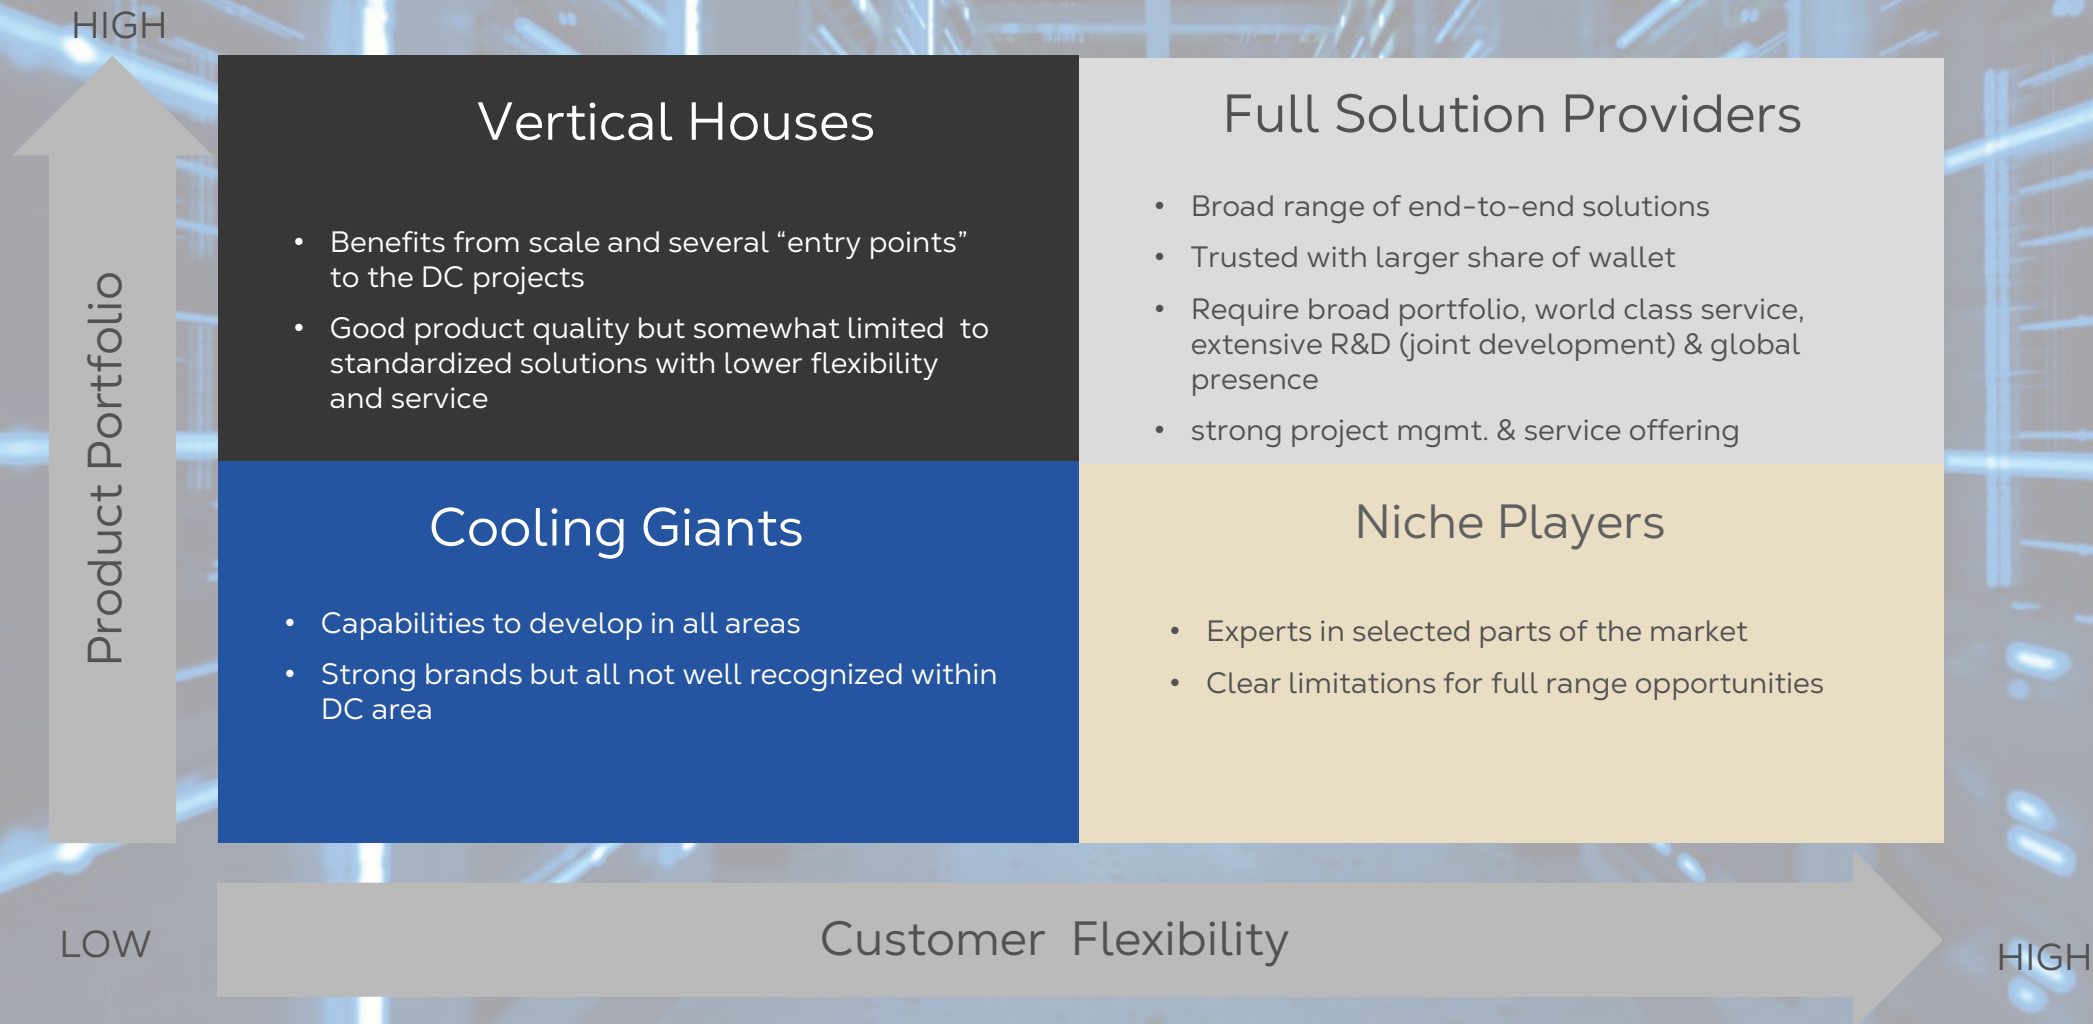 HIGH
Vertical Houses
• Benefits from scale and several “entry points”
to the DC projects
• Good product quality but somewhat limited  to
standardized solutions with lower flexibility
and service
Full Solution Providers
• Broad range of end-to-end solutions
• Trusted with larger share of wallet
• Require broad portfolio, world class service,
extensive R&D (joint development) & global
presence
• strong project mgmt. & service offering
Product Portfolio
Cooling Giants
• Capabilities to develop in all areas
• Strong brands but all not well recognized within
DC area
Niche Players
• Experts in selected parts of the market
• Clear limitations for full range opportunities
LOW
Customer  Flexibility
HIGH